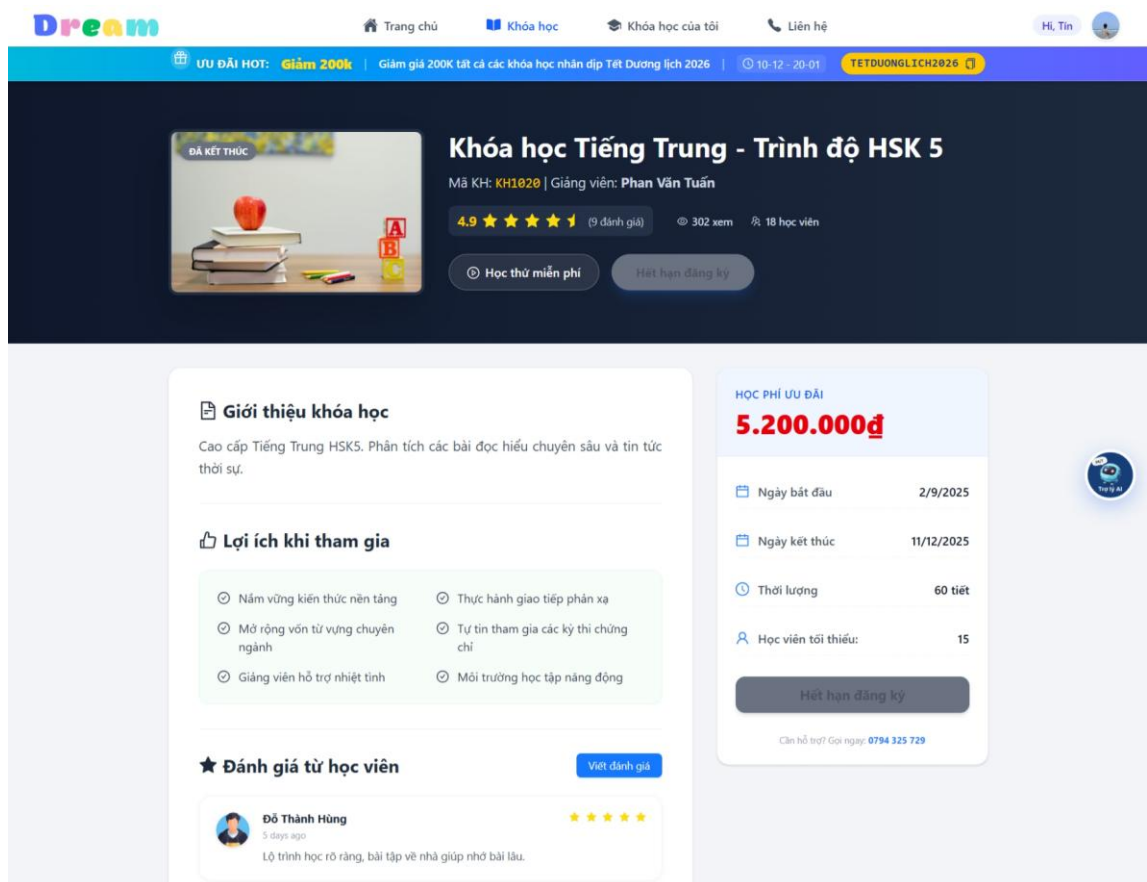 Dream
Trang chủ
Khóa học
Khóa học của tôi
Liên hệ
Hi, Tín
ƯU ĐÃI HOT: Giảm 200k | Giảm giá 200K tất cả các khóa học nhân dịp Tết Dương lịch 2026 | 10-12 - 20-01 TETDUONGLICH2026
ĐÃ KẾT THÚC
A
B
C
Khóa học Tiếng Trung - Trình độ HSK 5
Mã KH: KH1020 | Giảng viên: Phan Văn Tuấn
4.9 (9 đánh giá) 302 xem 18 học viên
Học thử miễn phí
Hết hạn đăng ký
Giới thiệu khóa học
Cao cấp Tiếng Trung HSK5. Phân tích các bài đọc hiểu chuyên sâu và tin tức
thời sự.
Lợi ích khi tham gia
Nắm vững kiến thức nền tảng
Thực hành giao tiếp phản xạ
Mở rộng vốn từ vựng chuyên
ngành
Tự tin tham gia các kỳ thi chứng
chỉ
Giảng viên hỗ trợ nhiệt tình
Môi trường học tập năng động
Đánh giá từ học viên
Viết đánh giá
Đỗ Thành Hùng
5 days ago
Lộ trình học rõ ràng, bài tập về nhà giúp nhớ bài lâu.
HỌC PHÍ ƯU ĐÃI
5.200.000₫
Ngày bắt đầu 2/9/2025
Ngày kết thúc 11/12/2025
Thời lượng 60 tiết
Học viên tối thiểu: 15
Hết hạn đăng ký
Cần hỗ trợ? Gọi ngay: 0794 325 729
Trợ lý AI